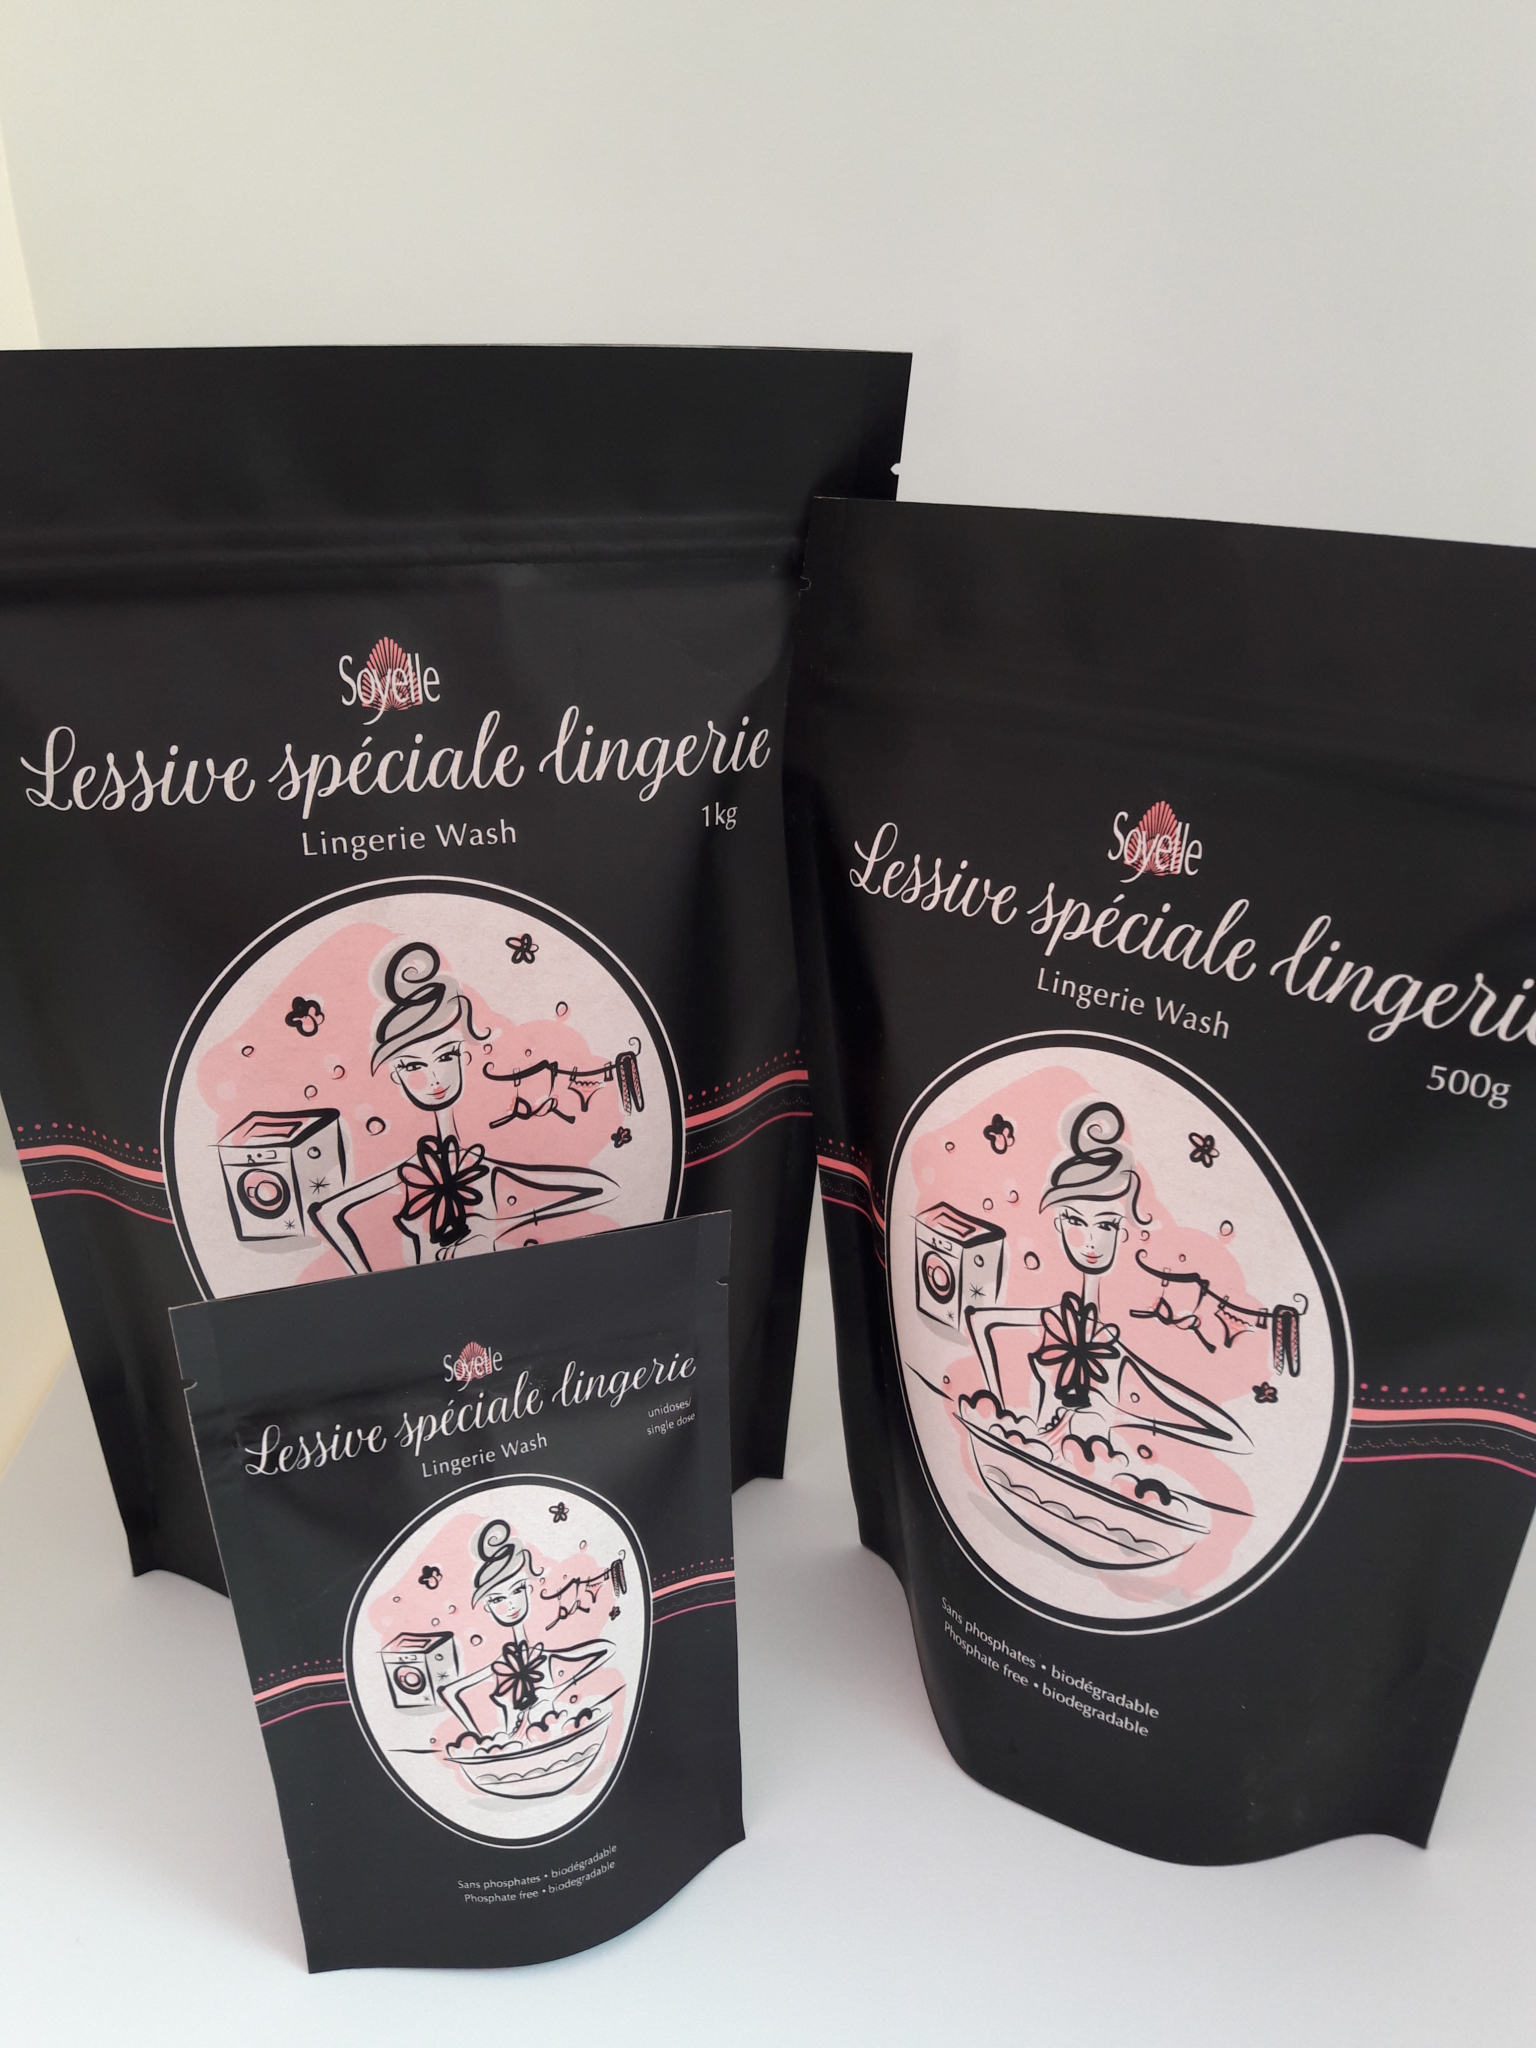 Soyelle
Lessive spéciale lingerie
1kg
Lingerie Wash
Soyelle
Lessive spéciale lingerie
Lingerie Wash
500g
Sans phosphates • biodégradable
Phosphate free • biodegradable
Soyelle
Lessive spéciale lingerie
unidoses/
single dose
Lingerie Wash
Sans phosphates • biodégradable
Phosphate free • biodegradable